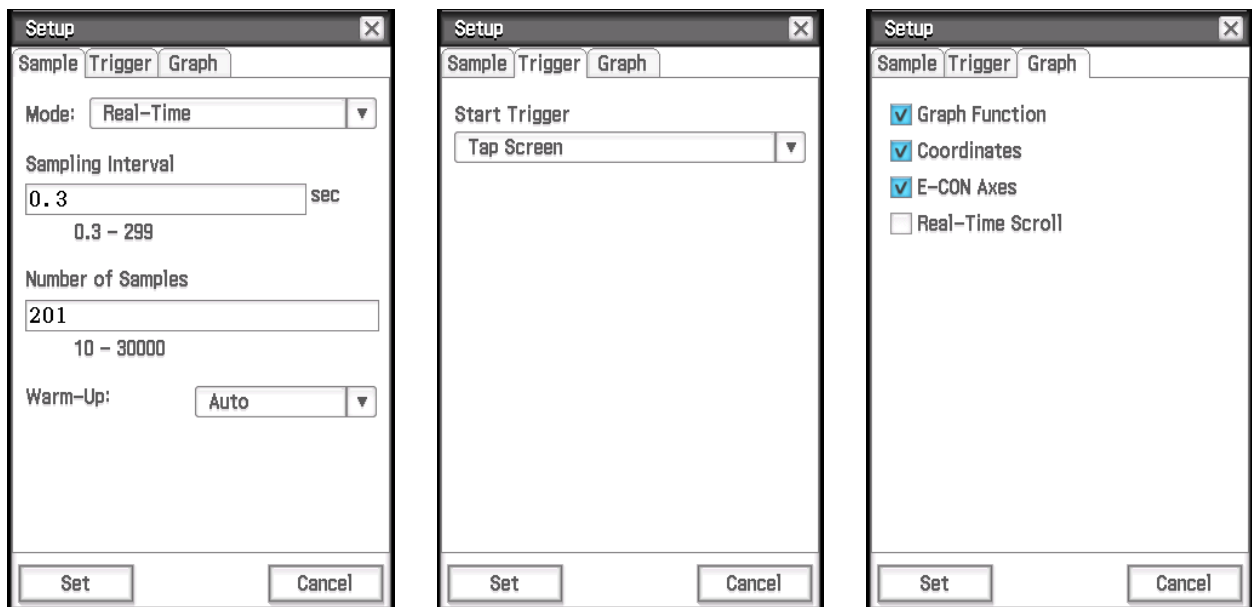 Setup
Sample Trigger Graph
Mode: Real-Time
Sampling Interval
0.3 sec
0.3 - 299
Number of Samples
201
10 - 30000
Warm-Up: Auto
Set Cancel
Setup
Sample Trigger Graph
Start Trigger
Tap Screen
Set Cancel
Setup
Sample Trigger Graph
Graph Function
Coordinates
E-CON Axes
Real-Time Scroll
Set Cancel